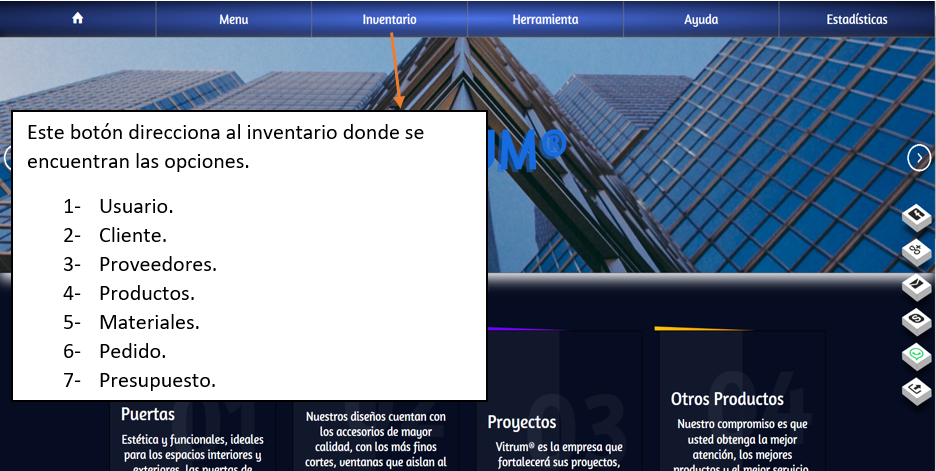 Menu
Inventario
Herramienta
Ayuda
Estadísticas
Este botón direcciona al inventario donde se
encuentran las opciones.
1- Usuario.
2- Cliente.
3- Proveedores.
4- Productos.
5- Materiales.
6- Pedido.
7- Presupuesto.
UM®
01
Puertas
Estética y funcionales, ideales
para los espacios interiores y
exteriores, las puertas de
Nuestros diseños cuentan con
los accesorios de mayor
calidad, con los más finos
cortes, ventanas que aislan al
03
Proyectos
Vitrum® es la empresa que
fortalecerá sus proyectos,
04
Otros Productos
Nuestro compromiso es que
usted obtenga la mejor
atención, los mejores
productos y el mejor servicio